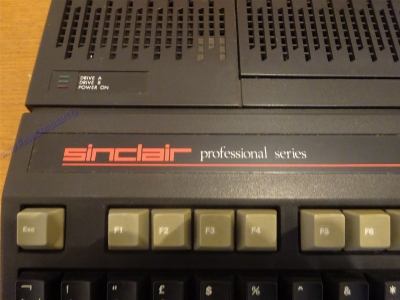 DRIVE A
DRIVE B
POWER ON
sinclair professional series
Esc F1 F2 F3 F4 F5 F6
! " £ $ % ^ & *